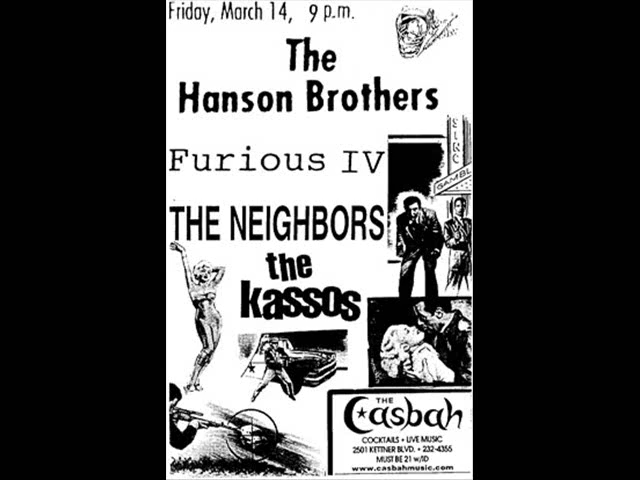 Friday, March 14, 9 p.m.
The
Hanson Brothers
Furious IV
THE NEIGHBORS
the
kassos
GAMBL
THE
Casbah
COCKTAILS • LIVE MUSIC
2501 KETTNER BLVD. • 232-4355
MUST BE 21 w/ID
www.casbahmusic.com